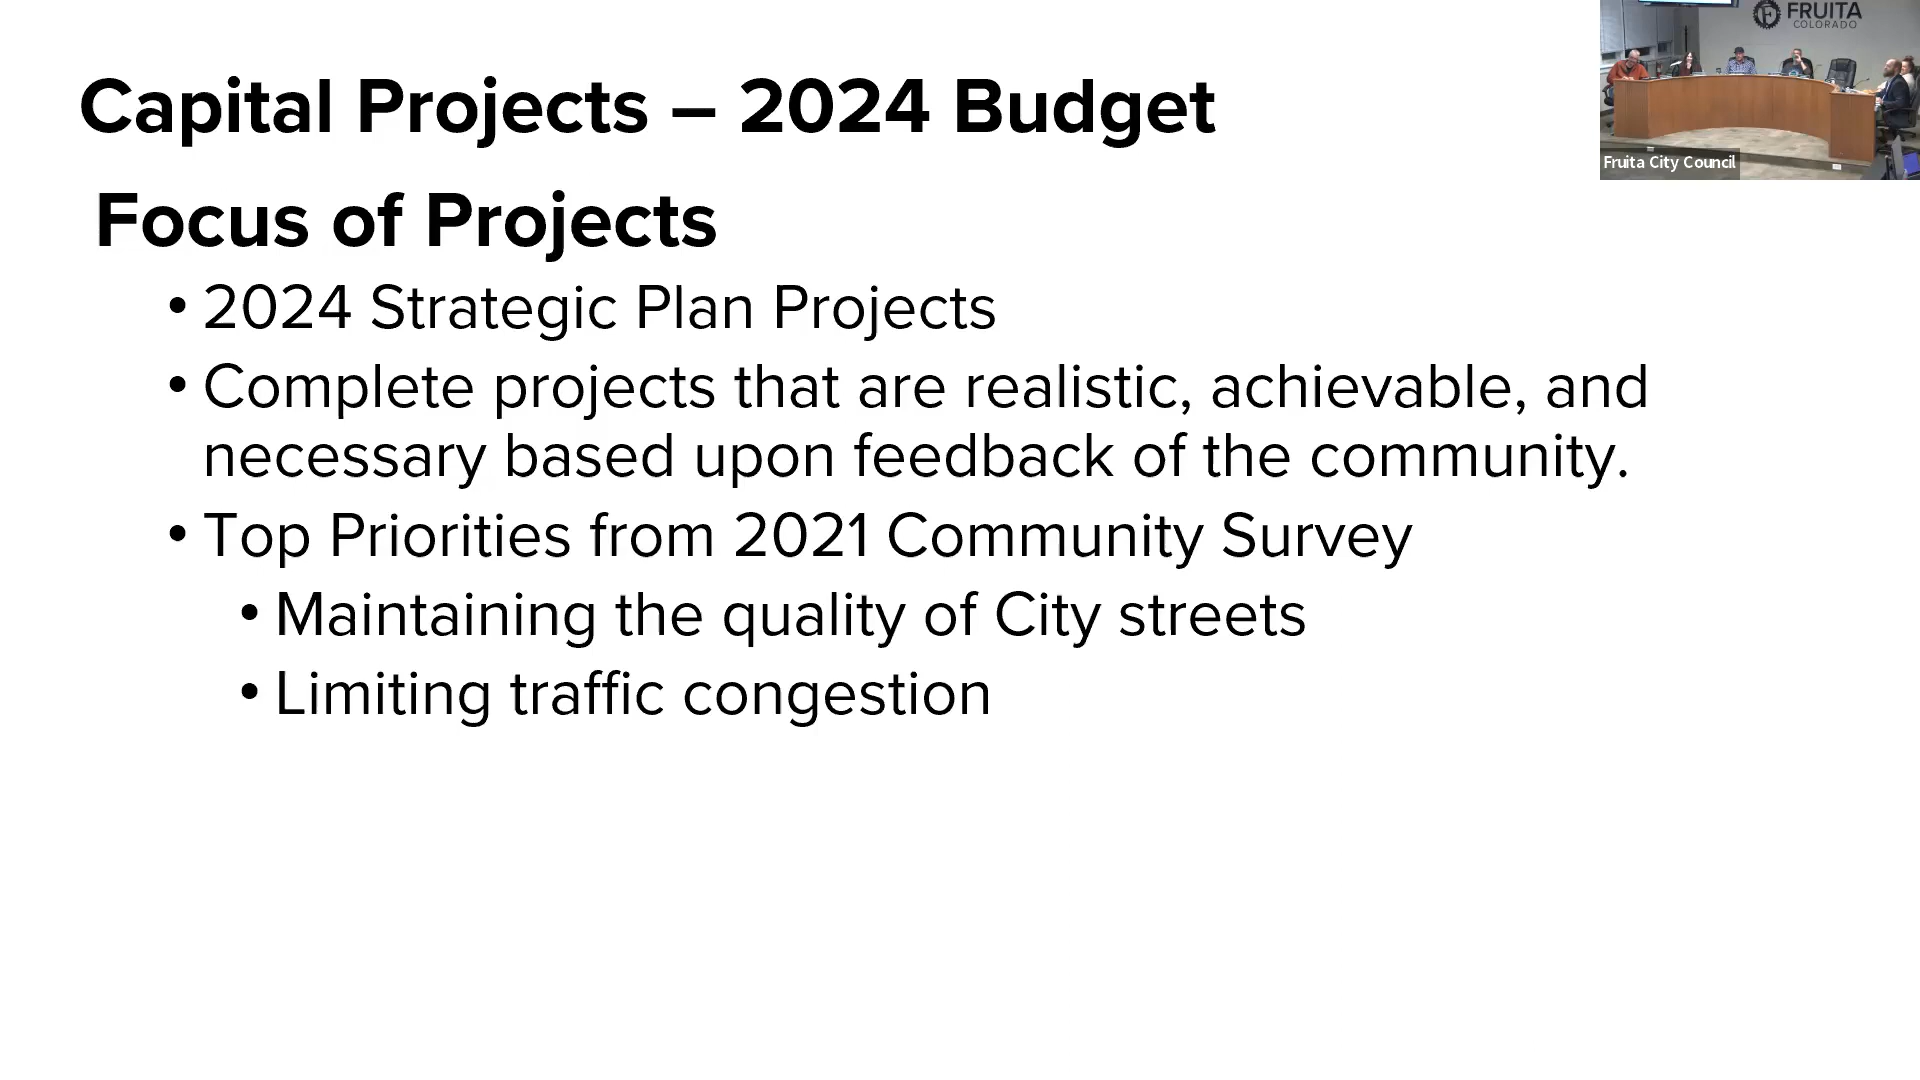 FRUITA
COLORADO
Fruita City Council
Capital Projects – 2024 Budget
Focus of Projects
• 2024 Strategic Plan Projects
• Complete projects that are realistic, achievable, and
necessary based upon feedback of the community.
• Top Priorities from 2021 Community Survey
• Maintaining the quality of City streets
• Limiting traffic congestion